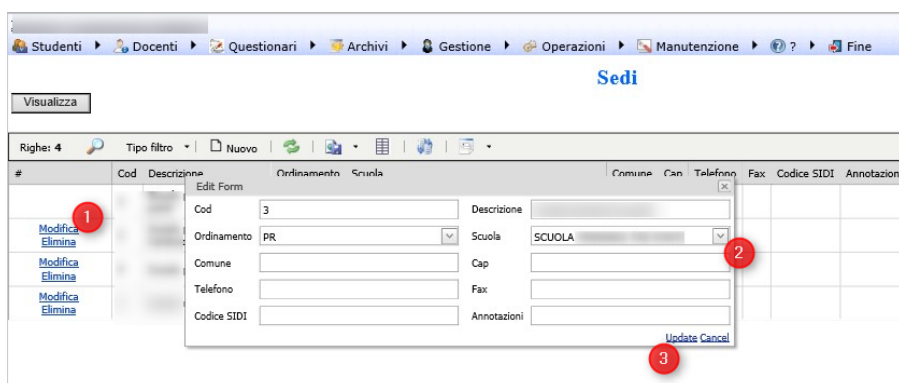 Studenti Docenti Questionari Archivi Gestione Operazioni Manutenzione ? Fine
Sedi
Visualizza
Righe: 4 Tipo filtro Nuovo
# Cod Descrizione Ordinamento Scuola Comune Cap Telefono Fax Codice SIDI Annotazion
Edit Form
1
Cod 3 Descrizione
Modifica
Elimina
Ordinamento PR Scuola SCUOLA
2
Modifica
Elimina
Comune Cap
Telefono Fax
Modifica
Elimina
Codice SIDI Annotazioni
Update Cancel
3